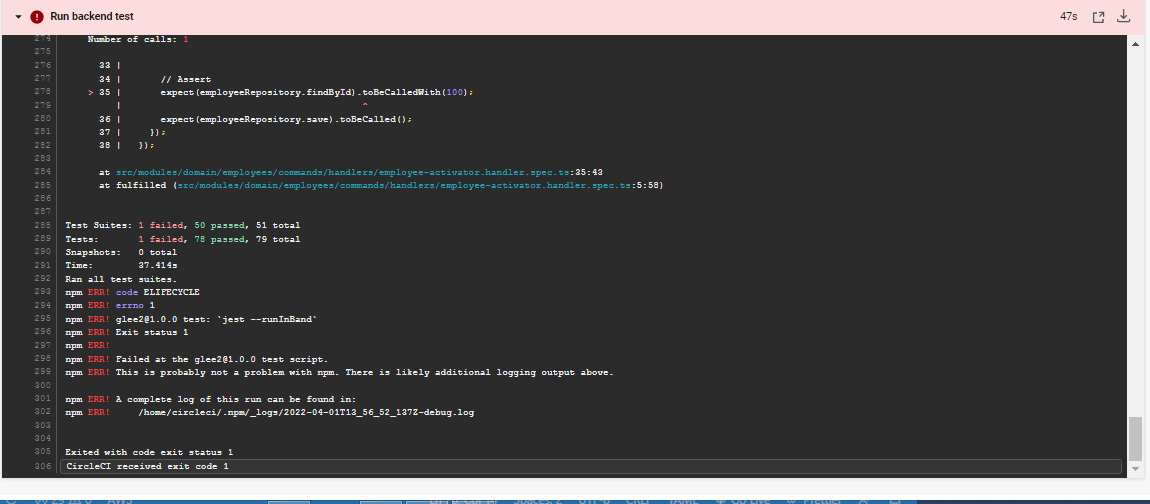 Run backend test 47s
274 Number of calls: 1
275
276 33 |
277 34 | // Assert
278 > 35 | expect(employeeRepository.findById).toBeCalledWith(100);
279 | ^
280 36 | expect(employeeRepository.save).toBeCalled();
281 37 | });
282 38 | });
283
284 at src/modules/domain/employees/commands/handlers/employee-activator.handler.spec.ts:35:43
285 at fulfilled (src/modules/domain/employees/commands/handlers/employee-activator.handler.spec.ts:5:58)
286
287
288 Test Suites: 1 failed, 50 passed, 51 total
289 Tests: 1 failed, 78 passed, 79 total
290 Snapshots: 0 total
291 Time: 37.414s
292 Ran all test suites.
293 npm ERR! code ELIFECYCLE
294 npm ERR! errno 1
295 npm ERR! glee2@1.0.0 test: `jest --runInBand`
296 npm ERR! Exit status 1
297 npm ERR!
298 npm ERR! Failed at the glee2@1.0.0 test script.
299 npm ERR! This is probably not a problem with npm. There is likely additional logging output above.
300
301 npm ERR! A complete log of this run can be found in:
302 npm ERR! /home/circleci/.npm/_logs/2022-04-01T13_56_52_137Z-debug.log
303
304
305 Exited with code exit status 1
306 CircleCI received exit code 1
AWS Spaces: 2 UTF-8 CRLF YAML Go Live Prettier